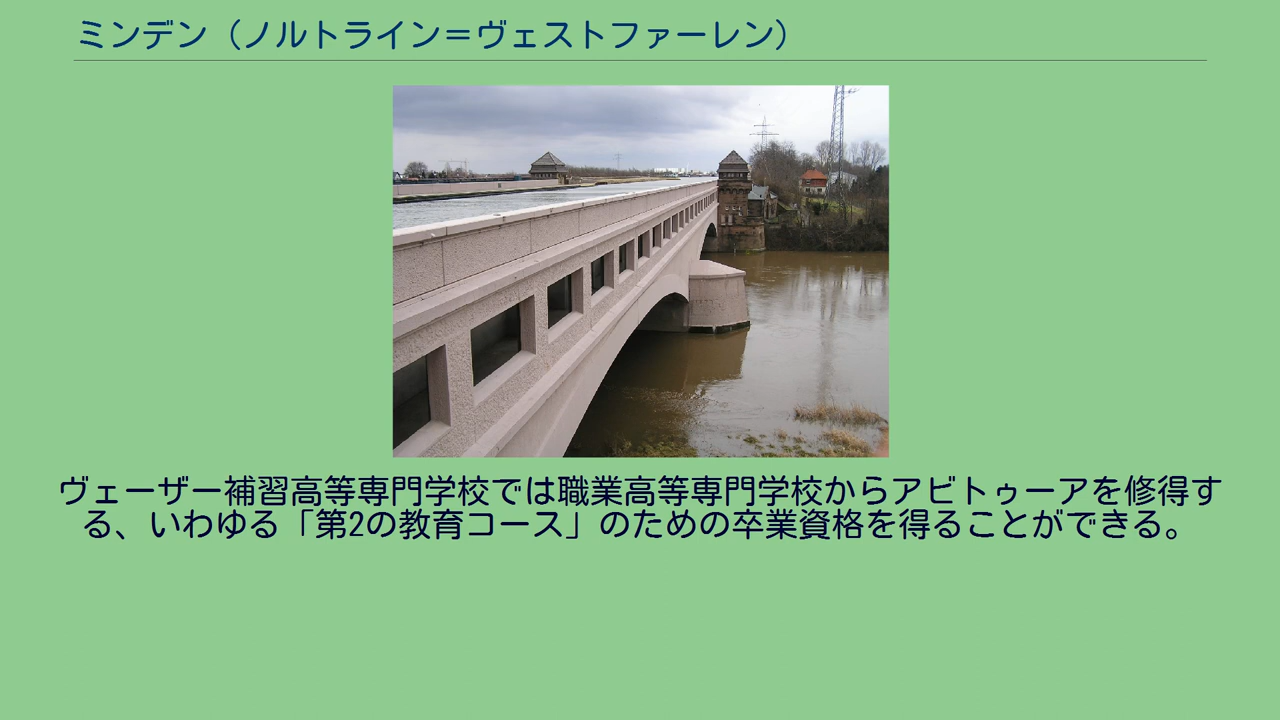 ミンデン（ノルトライン＝ヴェストファーレン）
ヴェーザー補習高等専門学校では職業高等専門学校からアビトゥーアを修得す
る、いわゆる「第2の教育コース」のための卒業資格を得ることができる。